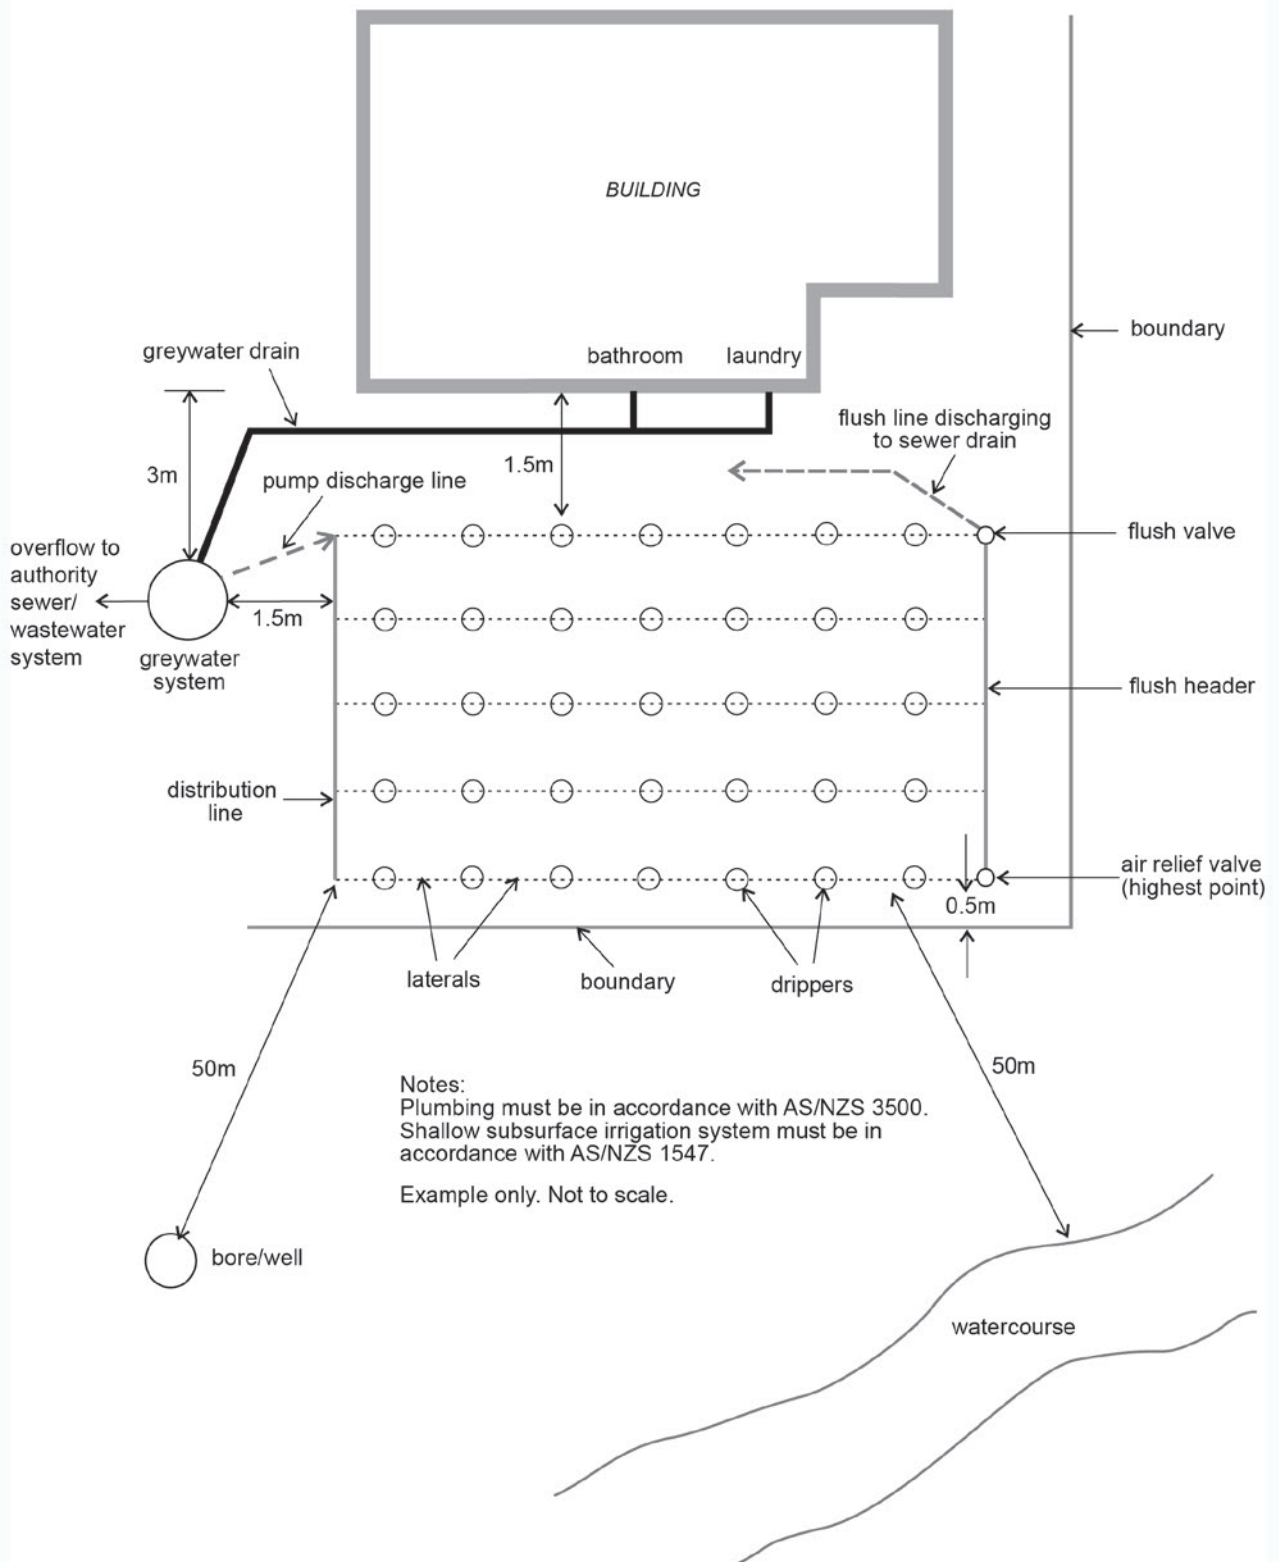 BUILDING
bathroom
laundry
greywater drain
boundary
flush line discharging
to sewer drain
3m
1.5m
pump discharge line
flush valve
overflow to
authority
sewer/
wastewater
system
1.5m
greywater
system
flush header
distribution
line
air relief valve
(highest point)
0.5m
laterals
boundary
drippers
50m
50m
Notes:
Plumbing must be in accordance with AS/NZS 3500.
Shallow subsurface irrigation system must be in
accordance with AS/NZS 1547.
Example only. Not to scale.
bore/well
watercourse